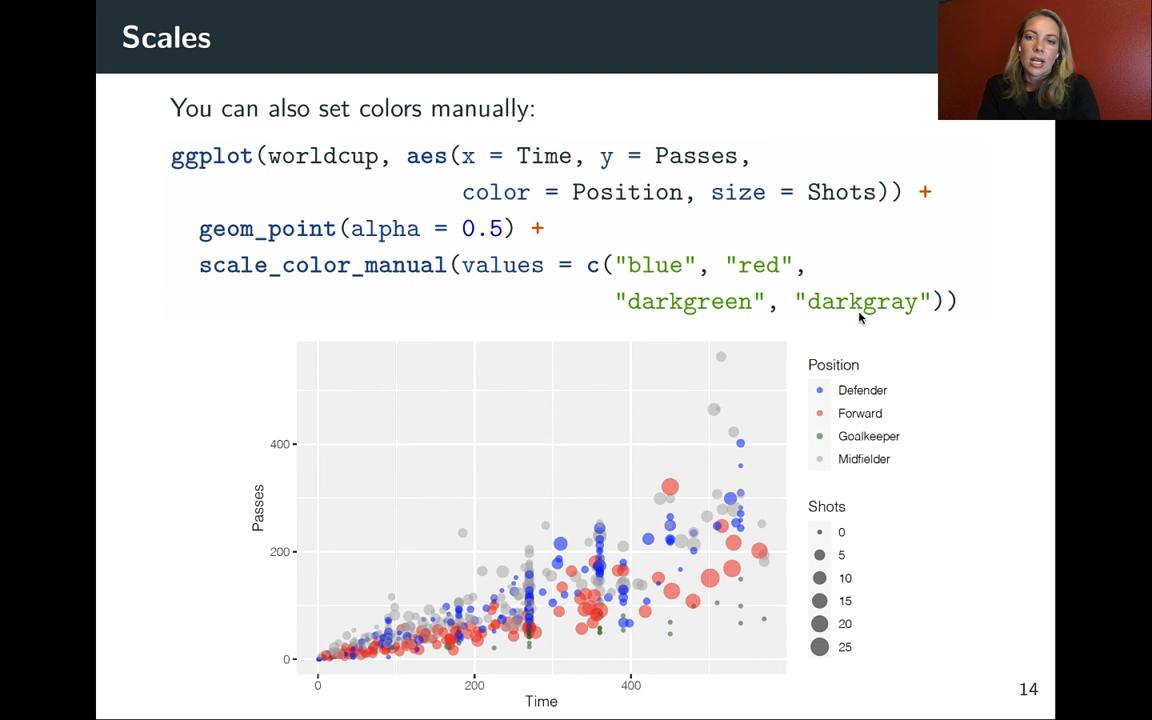 Scales
You can also set colors manually:
ggplot(worldcup, aes(x = Time, y = Passes,
color = Position, size = Shots)) +
geom_point(alpha = 0.5) +
scale_color_manual(values = c("blue", "red",
"darkgreen", "darkgray"))
400
200
0
Passes
0
200
400
Time
Position
Defender
Forward
Goalkeeper
Midfielder
Shots
0
5
10
15
20
25
14